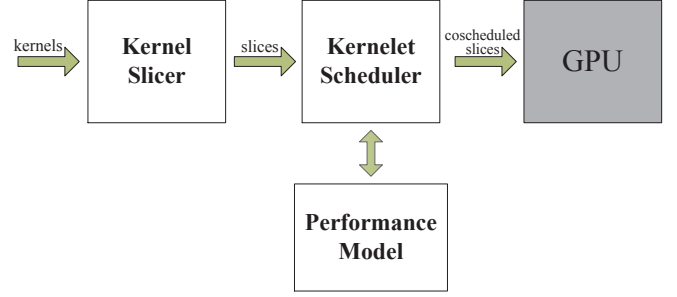 kernels
Kernel
Slicer
slices
Kernelet
Scheduler
coscheduled
slices
GPU
Performance
Model